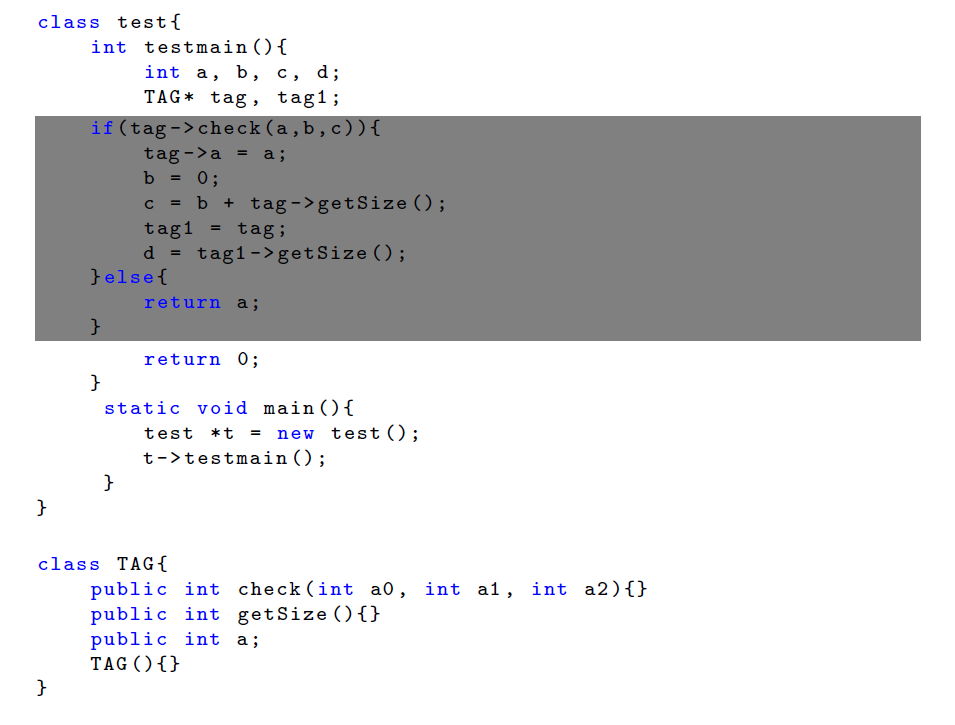 class test{
int testmain(){
int a, b, c, d;
TAG* tag, tag1;
if(tag->check(a,b,c)){
tag->a = a;
b = 0;
c = b + tag->getSize();
tag1 = tag;
d = tag1->getSize();
}else{
return a;
}
return 0;
}
static void main(){
test *t = new test();
t->testmain();
}
}
class TAG{
public int check(int a0, int a1, int a2){}
public int getSize(){}
public int a;
TAG(){}
}